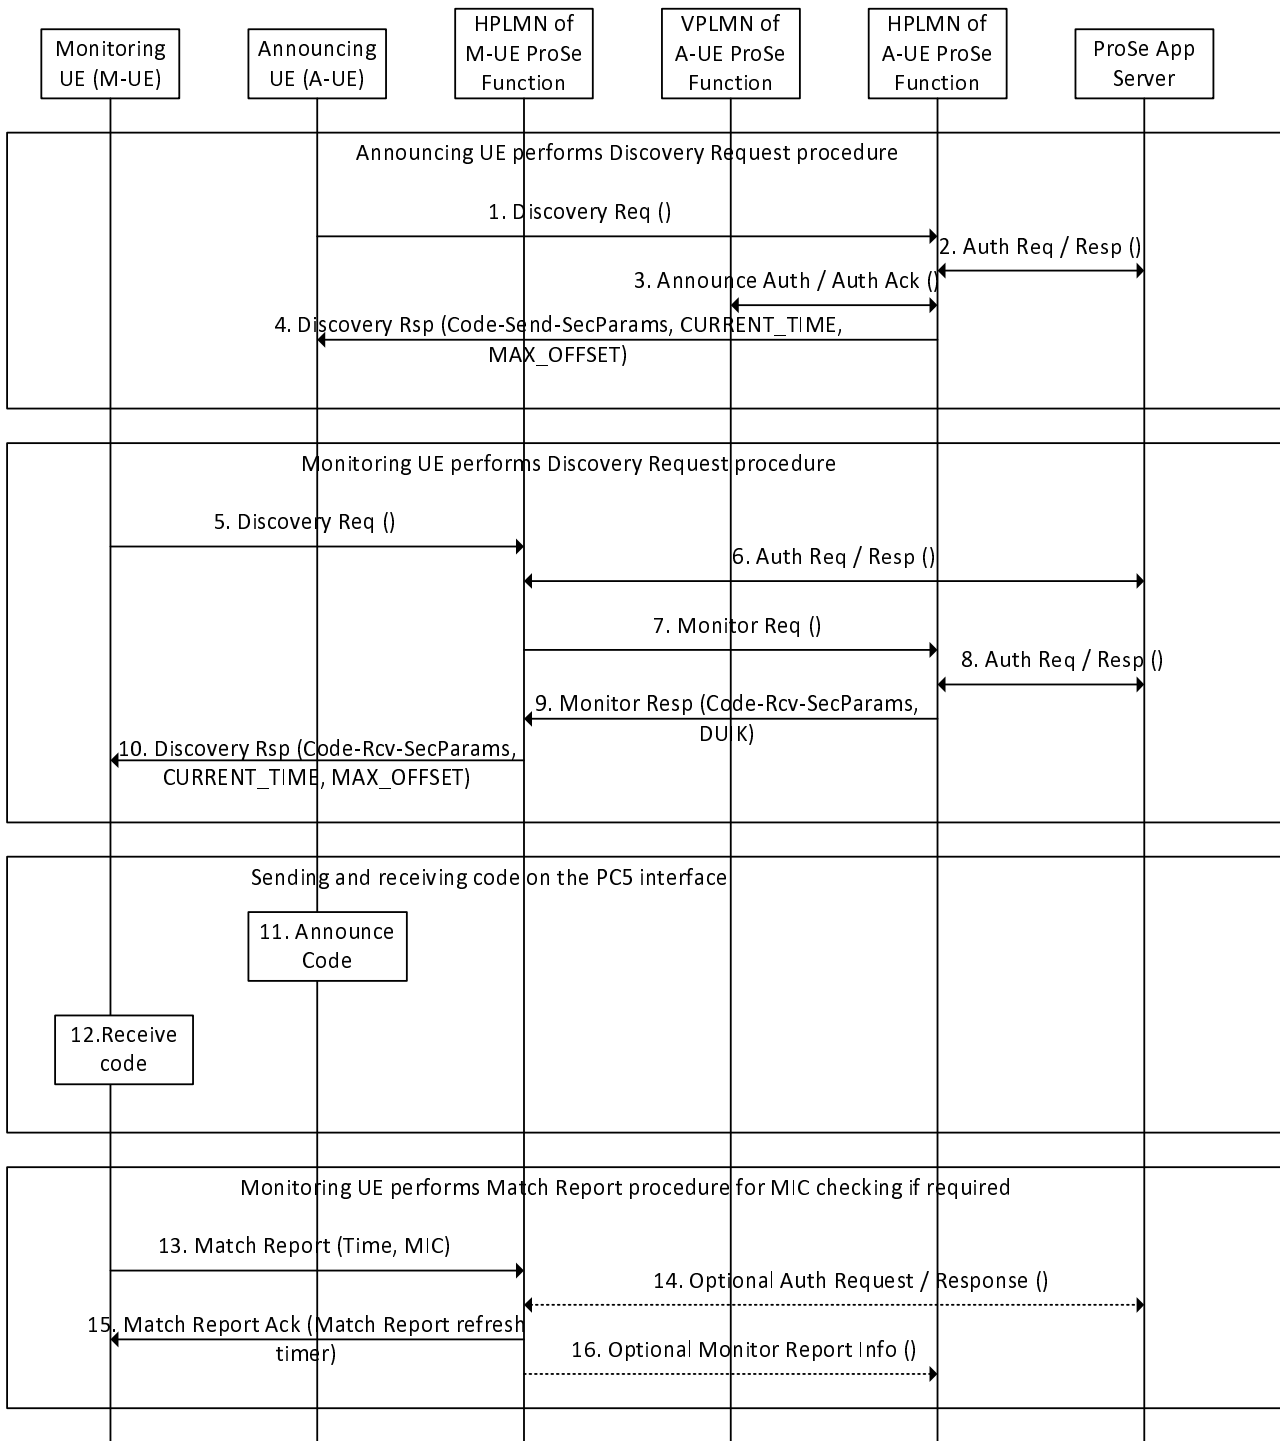 Monitoring
UE (M-UE)
Announcing
UE (A-UE)
HPLMN of
M-UE ProSe
Function
VPLMN of
A-UE ProSe
Function
HPLMN of
A-UE ProSe
Function
ProSe App
Server
Announcing UE performs Discovery Request procedure
1. Discovery Req ()
2. Auth Req / Resp ()
3. Announce Auth / Auth Ack ()
4. Discovery Rsp (Code-Send-SecParams, CURRENT_TIME,
MAX_OFFSET)
Monitoring UE performs Discovery Request procedure
5. Discovery Req ()
6. Auth Req / Resp ()
7. Monitor Req ()
8. Auth Req / Resp ()
9. Monitor Resp (Code-Rcv-SecParams,
DUIK)
10. Discovery Rsp (Code-Rcv-SecParams,
CURRENT_TIME, MAX_OFFSET)
Sending and receiving code on the PC5 interface
11. Announce
Code
12.Receive
code
Monitoring UE performs Match Report procedure for MIC checking if required
13. Match Report (Time, MIC)
14. Optional Auth Request / Response ()
15. Match Report Ack (Match Report refresh
timer)
16. Optional Monitor Report Info ()